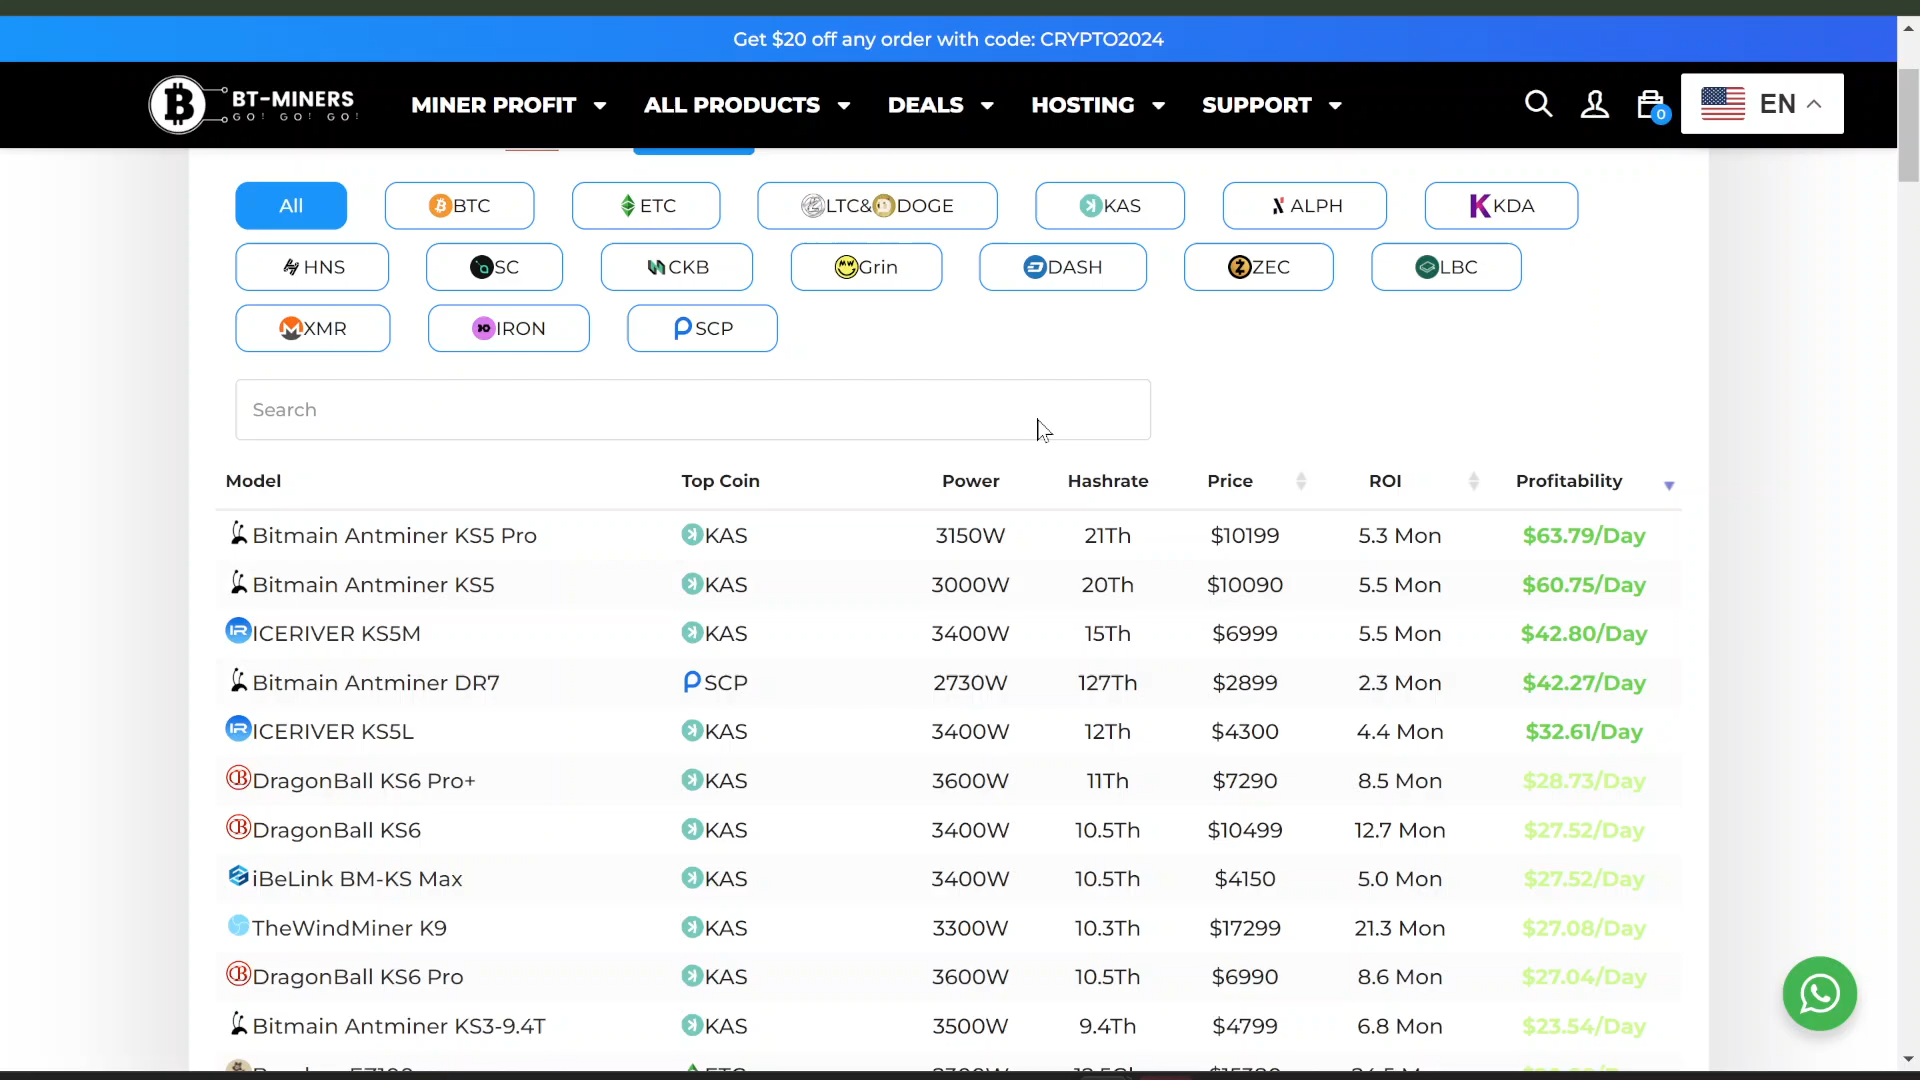 Get $20 off any order with code: CRYPTO2024
BT-MINERS
GO! GO! GO!
MINER PROFIT ALL PRODUCTS DEALS HOSTING SUPPORT 0 EN
All BTC ETC LTC&DOGE KAS ALPH KDA
HNS SC CKB Grin DASH ZEC LBC
XMR IRON SCP
Search
Model Top Coin Power Hashrate Price ROI Profitability
Bitmain Antminer KS5 Pro KAS 3150W 21Th $10199 5.3 Mon $63.79/Day
Bitmain Antminer KS5 KAS 3000W 20Th $10090 5.5 Mon $60.75/Day
ICERIVER KS5M KAS 3400W 15Th $6999 5.5 Mon $42.80/Day
Bitmain Antminer DR7 SCP 2730W 127Th $2899 2.3 Mon $42.27/Day
ICERIVER KS5L KAS 3400W 12Th $4300 4.4 Mon $32.61/Day
DragonBall KS6 Pro+ KAS 3600W 11Th $7290 8.5 Mon $28.73/Day
DragonBall KS6 KAS 3400W 10.5Th $10499 12.7 Mon $27.52/Day
iBeLink BM-KS Max KAS 3400W 10.5Th $4150 5.0 Mon $27.52/Day
TheWindMiner K9 KAS 3300W 10.3Th $17299 21.3 Mon $27.08/Day
DragonBall KS6 Pro KAS 3600W 10.5Th $6990 8.6 Mon $27.04/Day
Bitmain Antminer KS3-9.4T KAS 3500W 9.4Th $4799 6.8 Mon $23.54/Day